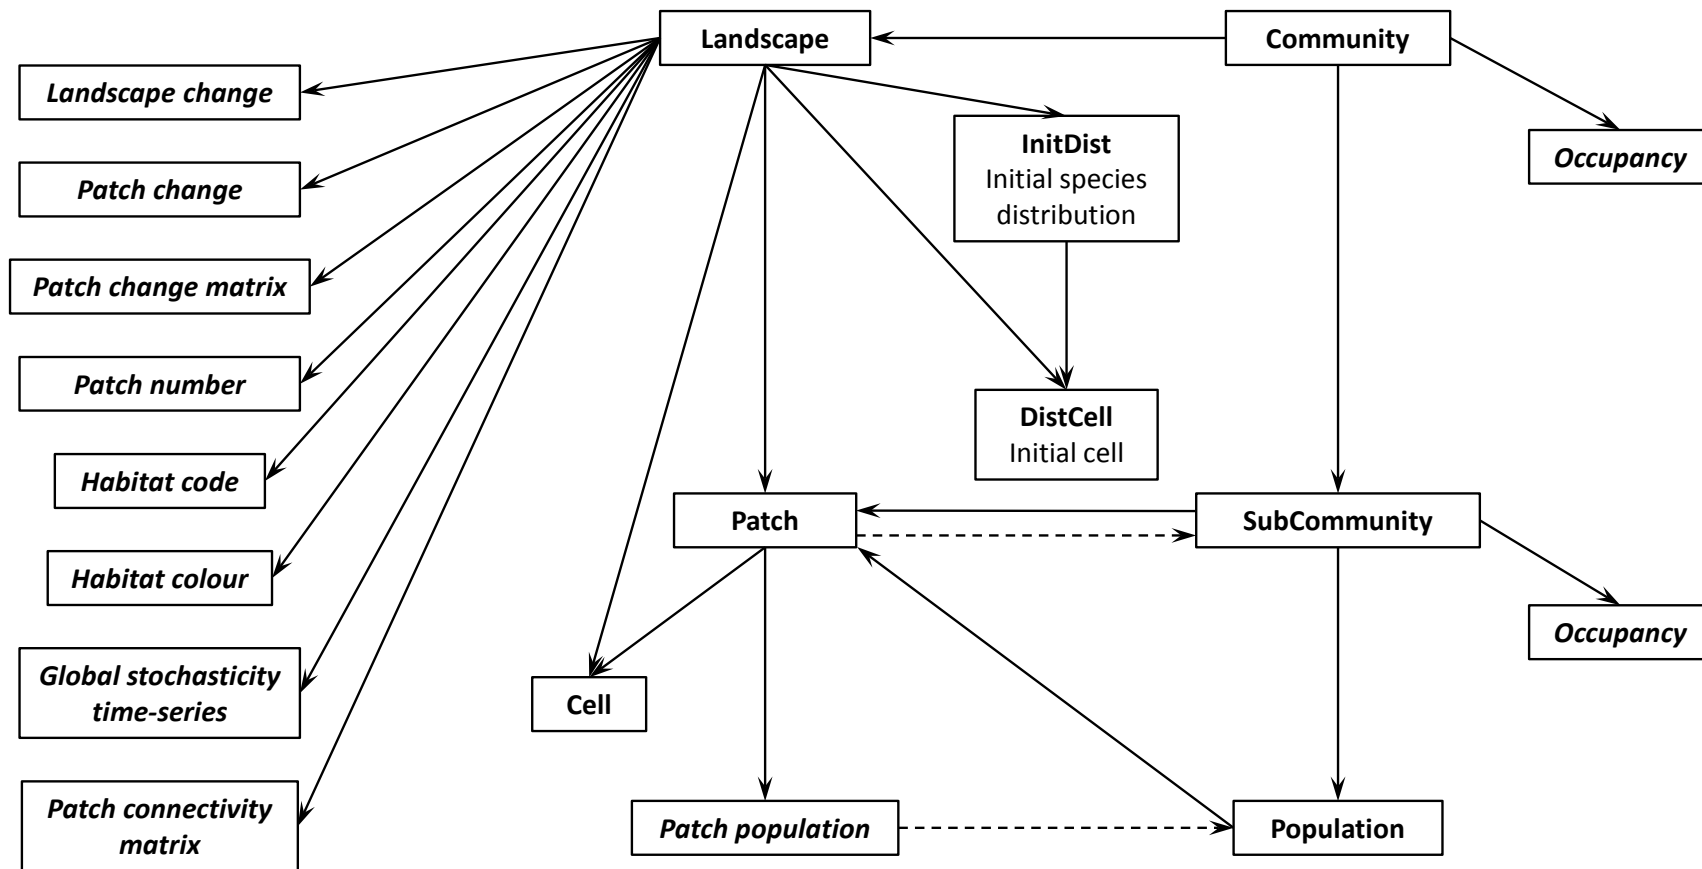 Landscape
Community
Landscape change
InitDist
Initial species
distribution
Occupancy
Patch change
Patch change matrix
Patch number
DistCell
Initial cell
Habitat code
Patch
SubCommunity
Habitat colour
Occupancy
Global stochasticity
time-series
Cell
Patch connectivity
matrix
Patch population
Population